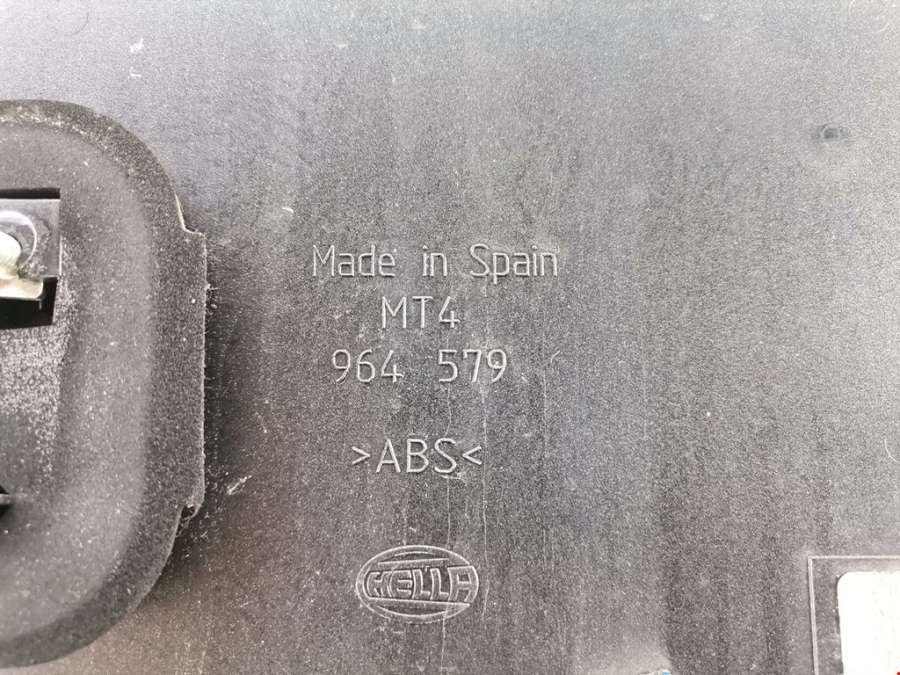 Made in Spain
MT4
964 579
>ABS<
HELLA